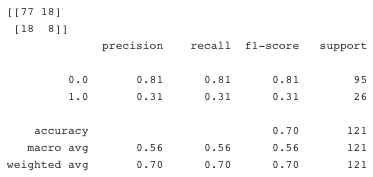 [[77 18]
[18 8]]
precision recall f1-score support
0.0 0.81 0.81 0.81 95
1.0 0.31 0.31 0.31 26
accuracy 0.70 121
macro avg 0.56 0.56 0.56 121
weighted avg 0.70 0.70 0.70 121